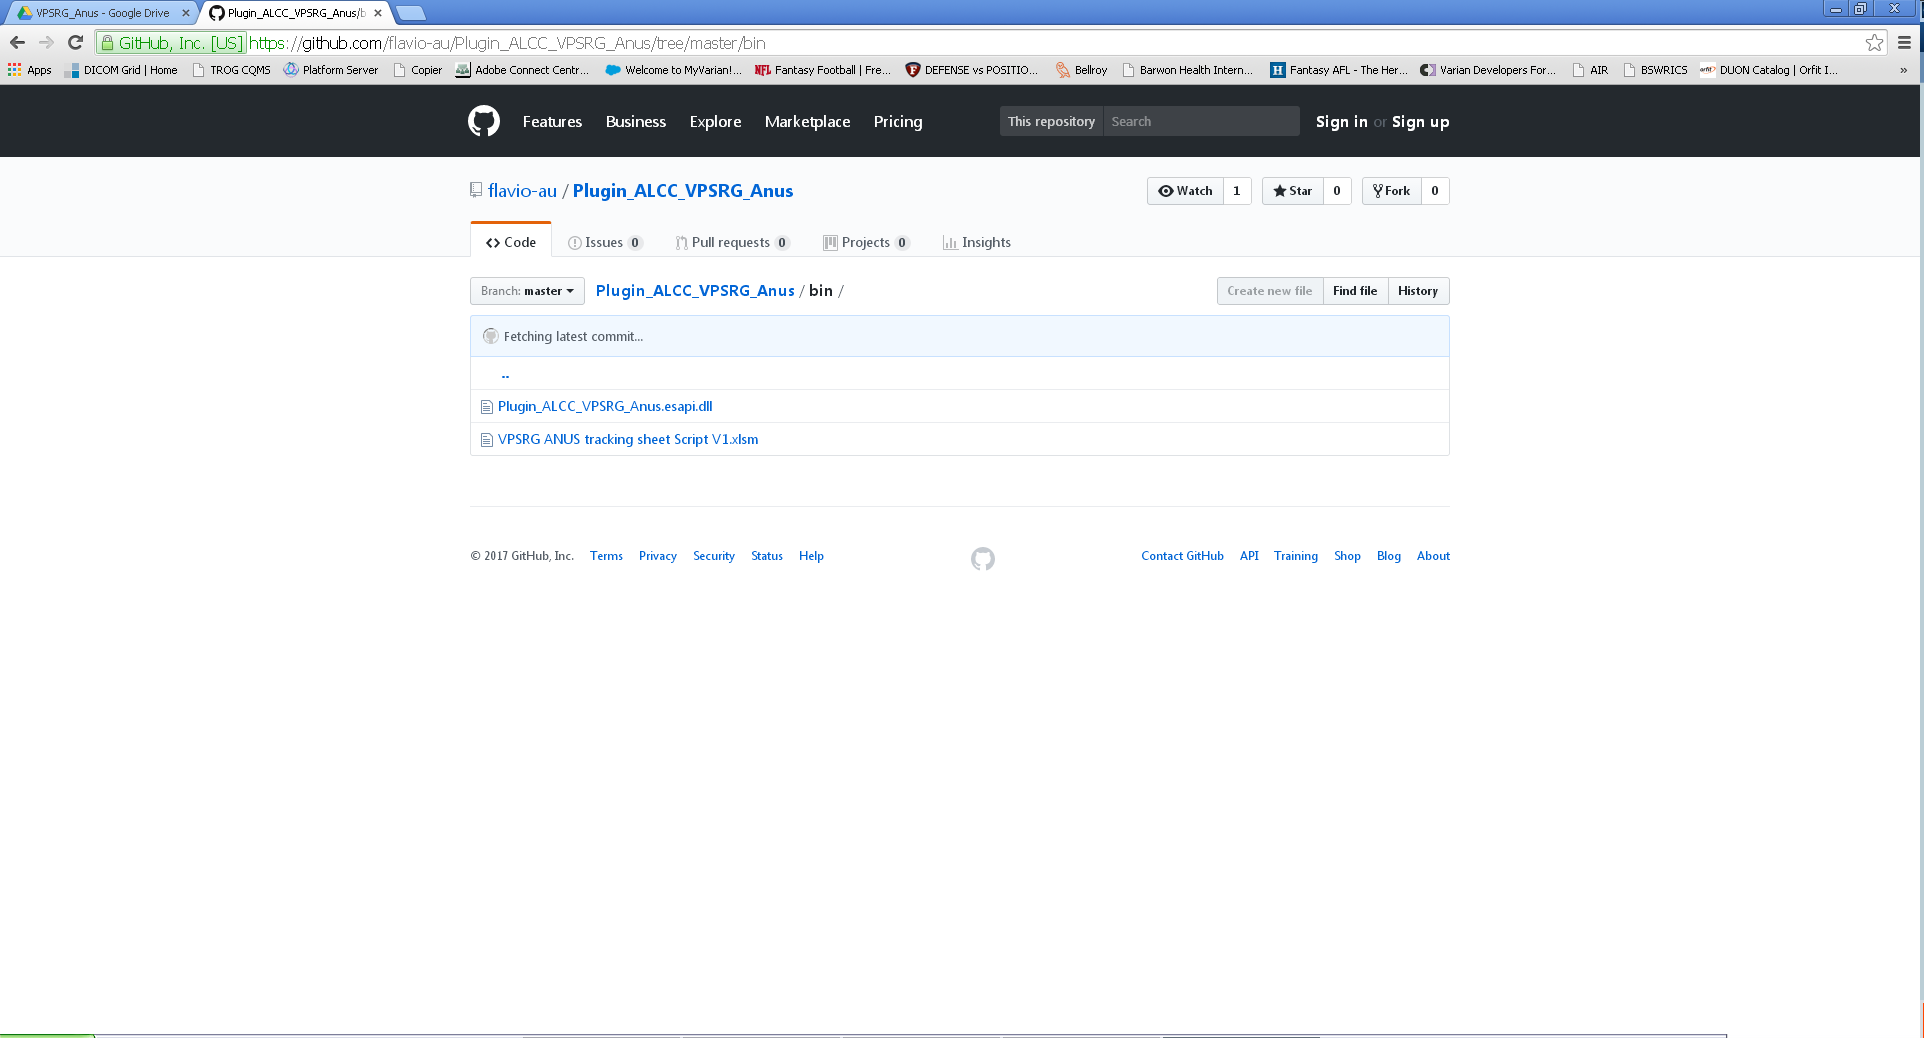 VPSRG_Anus - Google Drive Plugin_ALCC_VPSRG_Anus/b
GitHub, Inc. [US] https://github.com/flavio-au/Plugin_ALCC_VPSRG_Anus/tree/master/bin
Apps DICOM Grid | Home TROG CQMS Platform Server Copier Adobe Connect Centr... Welcome to MyVarian!... NFL Fantasy Football | Fre... DEFENSE vs POSITIO... Bellroy Barwon Health Intern... H Fantasy AFL - The Her... Varian Developers For... AIR BSWRICS orfit DUON Catalog | Orfit I... »
Features Business Explore Marketplace Pricing This repository Search Sign in or Sign up
flavio-au / Plugin_ALCC_VPSRG_Anus Watch 1 Star 0 Fork 0
Code Issues 0 Pull requests 0 Projects 0 Insights
Branch: master Plugin_ALCC_VPSRG_Anus / bin / Create new file Find file History
Fetching latest commit...
..
Plugin_ALCC_VPSRG_Anus.esapi.dll
VPSRG ANUS tracking sheet Script V1.xlsm
© 2017 GitHub, Inc. Terms Privacy Security Status Help Contact GitHub API Training Shop Blog About